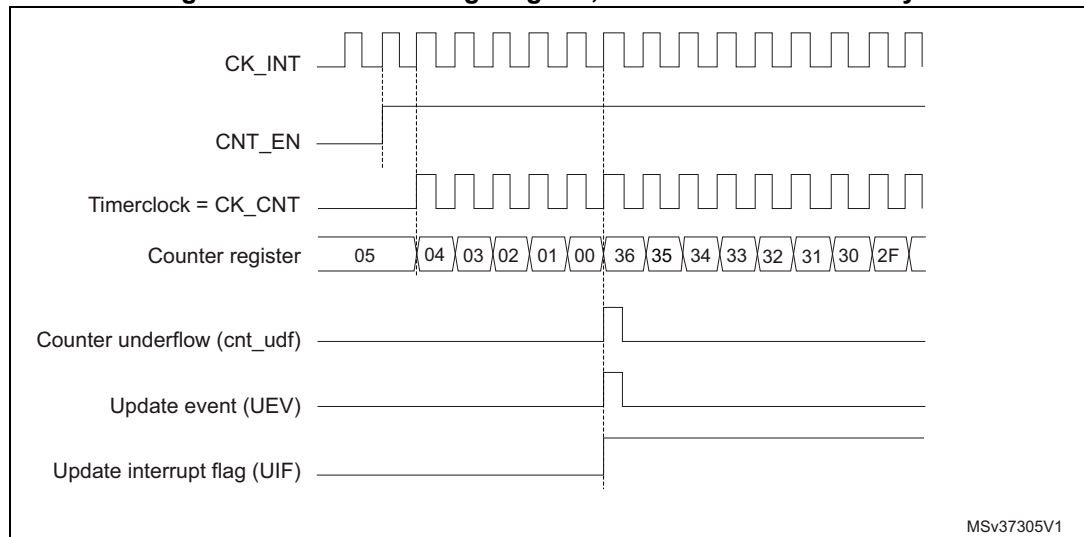 CK_INT
CNT_EN
Timerclock = CK_CNT
Counter register 05 04 03 02 01 00 36 35 34 33 32 31 30 2F
Counter underflow (cnt_udf)
Update event (UEV)
Update interrupt flag (UIF)
MSv37305V1